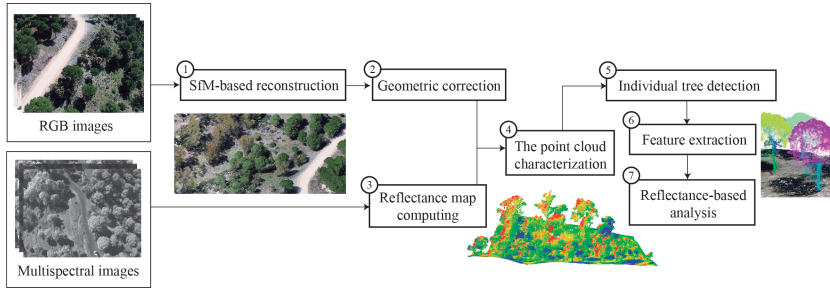 RGB images
Multispectral images
1
SfM-based reconstruction
2
Geometric correction
3
Reflectance map
computing
4
The point cloud
characterization
5
Individual tree detection
6
Feature extraction
7
Reflectance-based
analysis